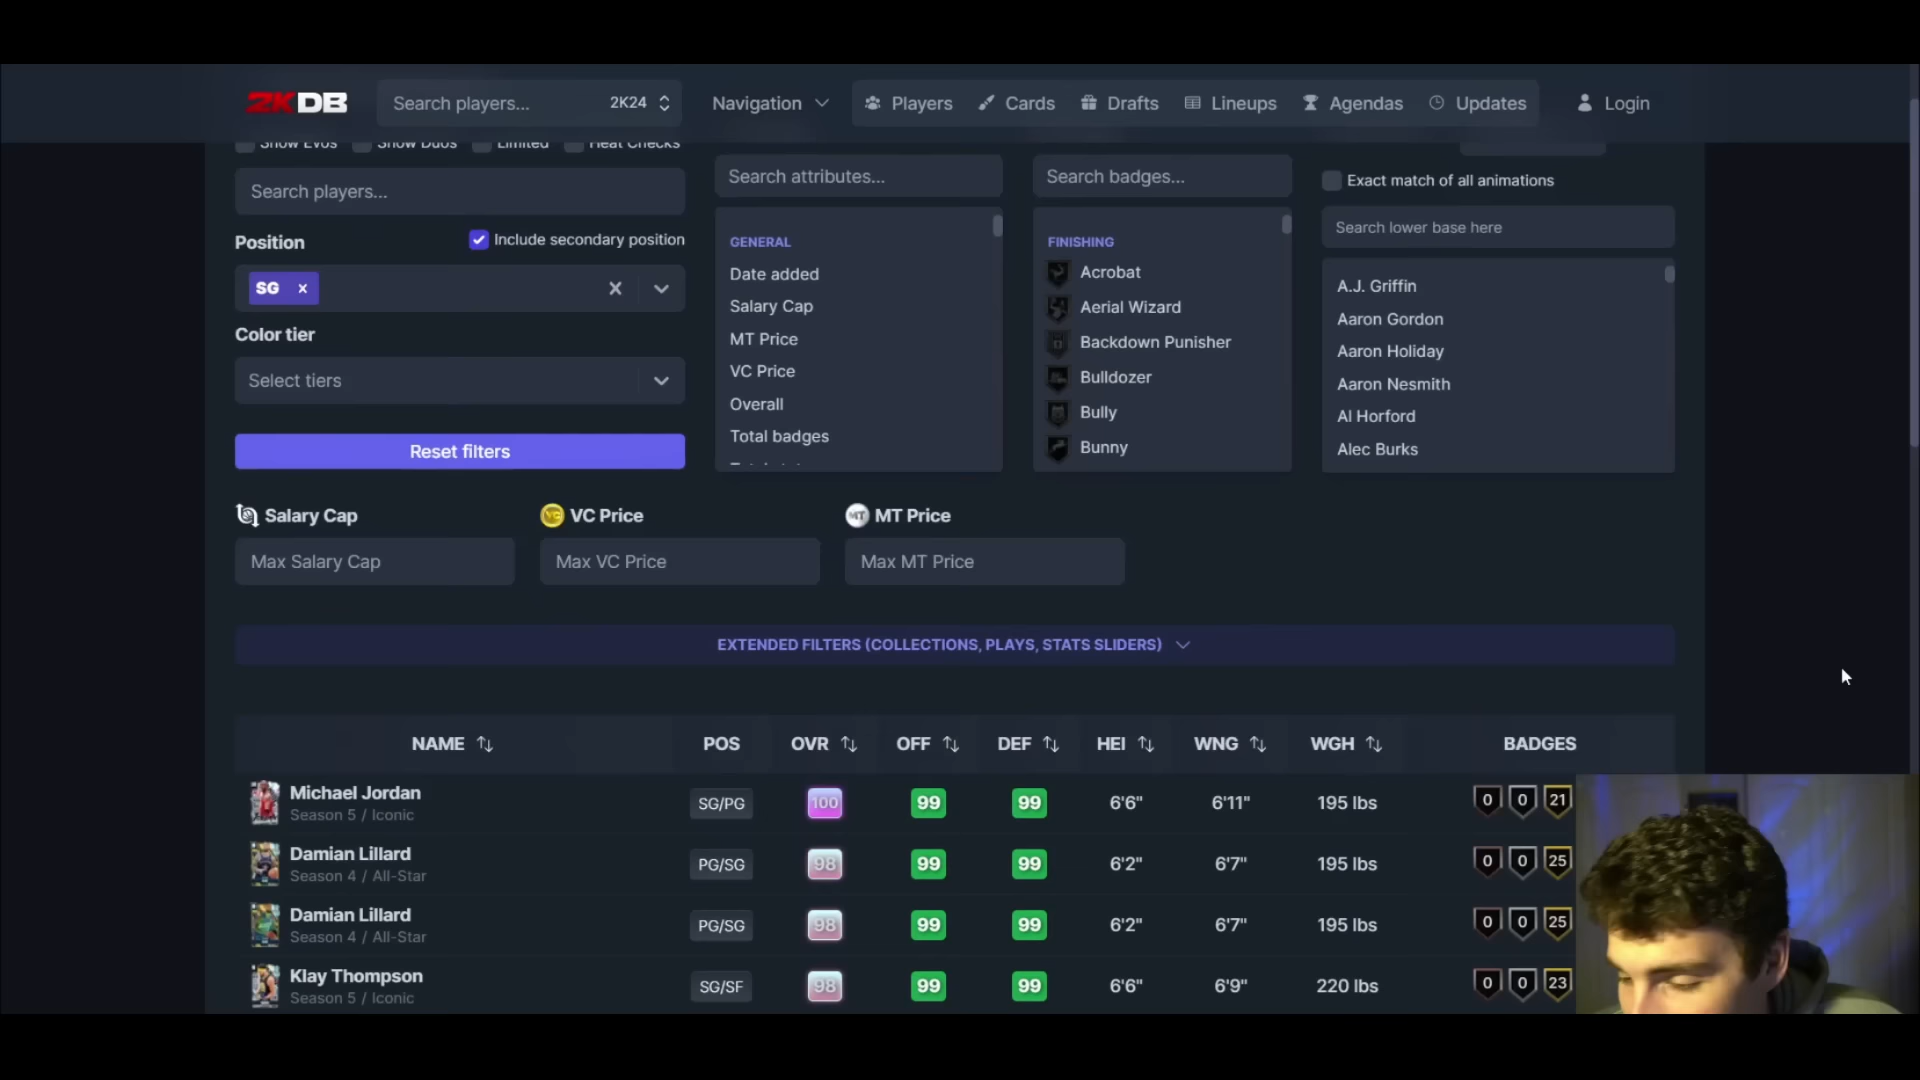 2KDB
Search players...
2K24
Navigation
Players
Cards
Drafts
Lineups
Agendas
Updates
Login
Show Evos
Show Duos
Limited
Heat Checks
Search players...
Position
Include secondary position
SG
Color tier
Select tiers
Reset filters
Search attributes...
GENERAL
Date added
Salary Cap
MT Price
VC Price
Overall
Total badges
Search badges...
FINISHING
Acrobat
Aerial Wizard
Backdown Punisher
Bulldozer
Bully
Bunny
Exact match of all animations
Search lower base here
A.J. Griffin
Aaron Gordon
Aaron Holiday
Aaron Nesmith
Al Horford
Alec Burks
Salary Cap
VC VC Price
MT MT Price
Max Salary Cap
Max VC Price
Max MT Price
EXTENDED FILTERS (COLLECTIONS, PLAYS, STATS SLIDERS)
NAME POS OVR OFF DEF HEI WNG WGH BADGES
Michael Jordan
Season 5 / Iconic
SG/PG 100 99 99 6'6" 6'11" 195 lbs 0 0 21
Damian Lillard
Season 4 / All-Star
PG/SG 98 99 99 6'2" 6'7" 195 lbs 0 0 25
Damian Lillard
Season 4 / All-Star
PG/SG 98 99 99 6'2" 6'7" 195 lbs 0 0 25
Klay Thompson
Season 5 / Iconic
SG/SF 98 99 99 6'6" 6'9" 220 lbs 0 0 23